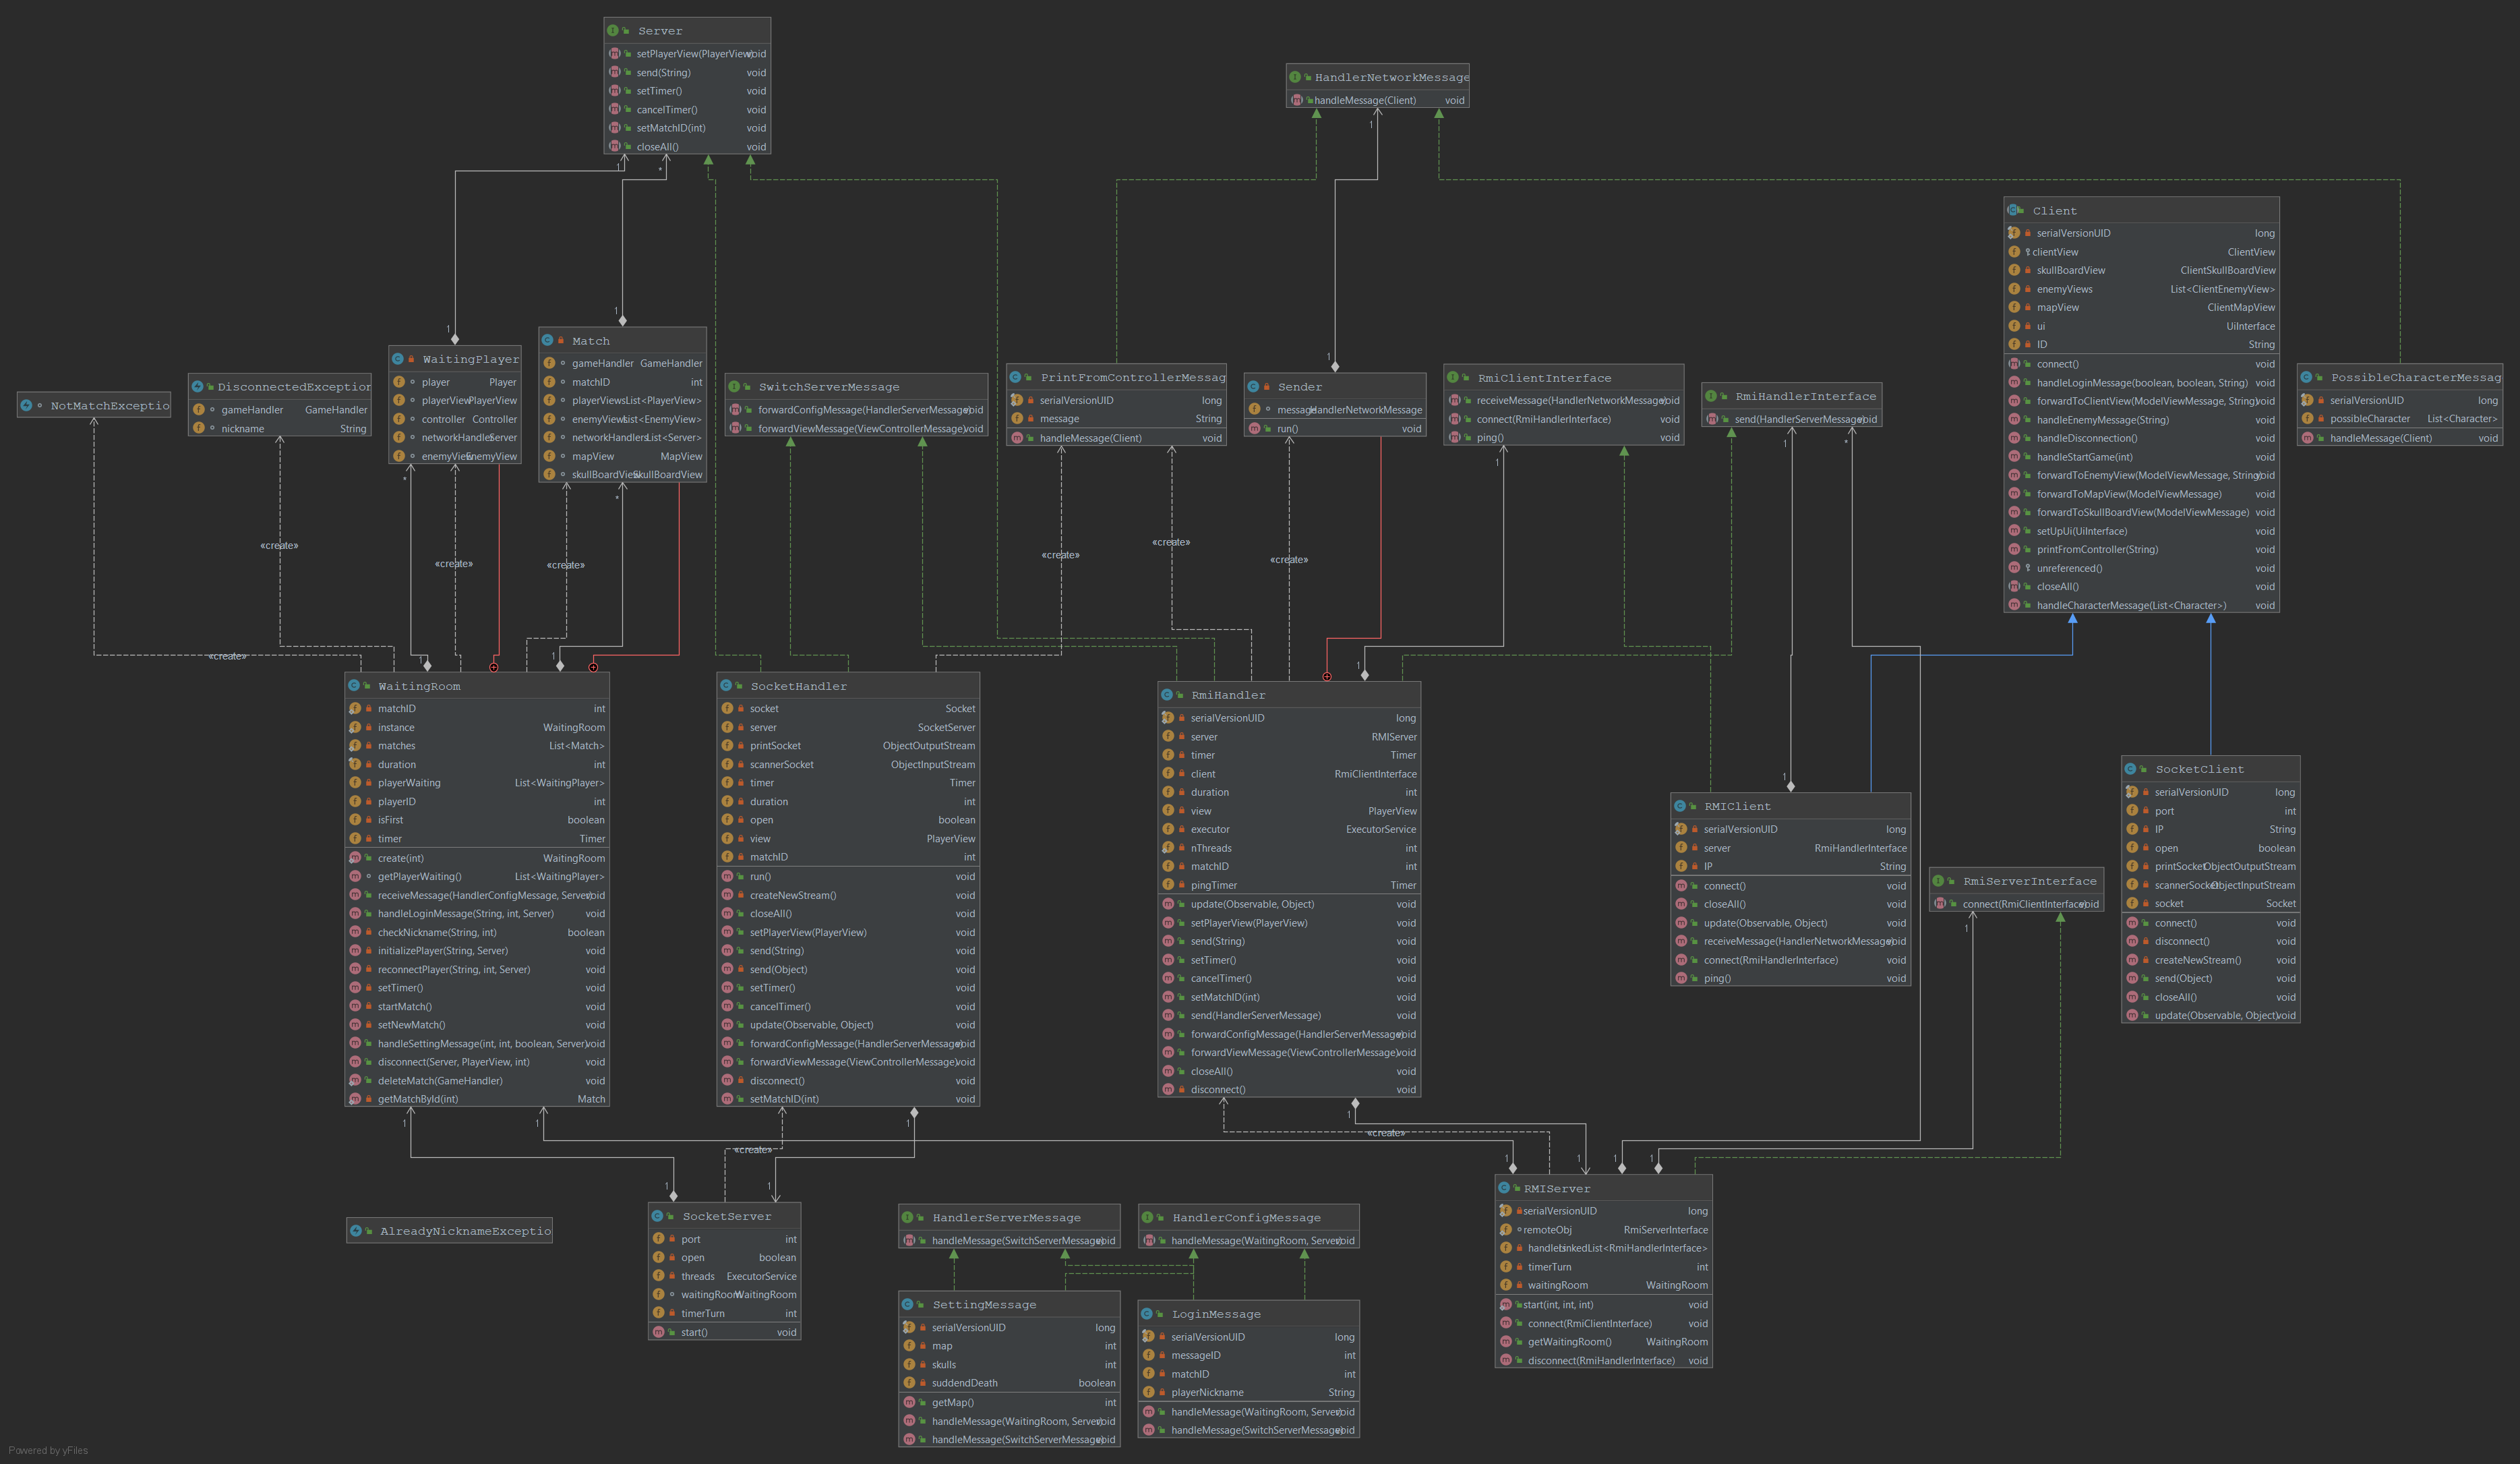 Server
setPlayerView(PlayerView) void
send(String) void
setTimer() void
cancelTimer() void
setMatchID(int) void
closeAll() void
HandlerNetworkMessage
handleMessage(Client) void
1
*
1
Client
serialVersionUID long
clientView ClientView
skullBoardView ClientSkullBoardView
enemyViews List<ClientEnemyView>
mapView ClientMapView
ui UiInterface
ID String
connect() void
handleLoginMessage(boolean, boolean, String) void
forwardToClientView(ModelViewMessage, String) void
handleEnemyMessage(String) void
handleDisconnection() void
handleStartGame(int) void
forwardToEnemyView(ModelViewMessage, String) void
forwardToMapView(ModelViewMessage) void
forwardToSkullBoardView(ModelViewMessage) void
setUpUi(UiInterface) void
printFromController(String) void
unreferenced() void
closeAll() void
handleCharacterMessage(List<Character>) void
1
1
1
NotMatchExceptio
DisconnectedException
gameHandler GameHandler
nickname String
WaitingPlayer
player Player
playerView PlayerView
controller Controller
networkHandler Server
enemyView EnemyView
Match
gameHandler GameHandler
matchID int
playerViews List<PlayerView>
enemyViews List<EnemyView>
networkHandlers List<Server>
mapView MapView
skullBoardView SkullBoardView
SwitchServerMessage
forwardConfigMessage(HandlerServerMessage) void
forwardViewMessage(ViewControllerMessage) void
PrintFromControllerMessag
serialVersionUID long
message String
handleMessage(Client) void
Sender
message HandlerNetworkMessage
run() void
RmiClientInterface
receiveMessage(HandlerNetworkMessage) void
connect(RmiHandlerInterface) void
ping() void
RmiHandlerInterface
send(HandlerServerMessage) void
PossibleCharacterMessag
serialVersionUID long
possibleCharacter List<Character>
handleMessage(Client) void
*
*
1
1
*
«create»
«create»
«create»
«create»
«create»
«create»
«create»
1
1
1
1
WaitingRoom
matchID int
instance WaitingRoom
matches List<Match>
duration int
playerWaiting List<WaitingPlayer>
playerID int
isFirst boolean
timer Timer
create(int) WaitingRoom
getPlayerWaiting() List<WaitingPlayer>
receiveMessage(HandlerConfigMessage, Server) void
handleLoginMessage(String, int, Server) void
checkNickname(String, int) boolean
initializePlayer(String, Server) void
reconnectPlayer(String, int, Server) void
setTimer() void
startMatch() void
setNewMatch() void
handleSettingMessage(int, int, boolean, Server) void
disconnect(Server, PlayerView, int) void
deleteMatch(GameHandler) void
getMatchById(int) Match
SocketHandler
socket Socket
server SocketServer
printSocket ObjectOutputStream
scannerSocket ObjectInputStream
timer Timer
duration int
open boolean
view PlayerView
matchID int
run() void
createNewStream() void
closeAll() void
setPlayerView(PlayerView) void
send(String) void
send(Object) void
setTimer() void
cancelTimer() void
update(Observable, Object) void
forwardConfigMessage(HandlerServerMessage) void
forwardViewMessage(ViewControllerMessage) void
disconnect() void
setMatchID(int) void
RmiHandler
serialVersionUID long
server RMIServer
timer Timer
client RmiClientInterface
duration int
view PlayerView
executor ExecutorService
nThreads int
matchID int
pingTimer Timer
update(Observable, Object) void
setPlayerView(PlayerView) void
send(String) void
setTimer() void
cancelTimer() void
setMatchID(int) void
send(HandlerServerMessage) void
forwardConfigMessage(HandlerServerMessage) void
forwardViewMessage(ViewControllerMessage) void
closeAll() void
disconnect() void
RMIClient
serialVersionUID long
server RmiHandlerInterface
IP String
connect() void
closeAll() void
update(Observable, Object) void
receiveMessage(HandlerNetworkMessage) void
connect(RmiHandlerInterface) void
ping() void
RmiServerInterface
connect(RmiClientInterface) void
SocketClient
serialVersionUID long
port int
IP String
open boolean
printSocket ObjectOutputStream
scannerSocket ObjectInputStream
socket Socket
connect() void
disconnect() void
createNewStream() void
send(Object) void
closeAll() void
update(Observable, Object) void
1
1
1
1
1
«create»
«create»
1
1
1
1
1
1
AlreadyNicknameExceptio
SocketServer
port int
open boolean
threads ExecutorService
waitingRoom WaitingRoom
timerTurn int
start() void
HandlerServerMessage
handleMessage(SwitchServerMessage) void
HandlerConfigMessage
handleMessage(WaitingRoom, Server) void
SettingMessage
serialVersionUID long
map int
skulls int
suddendDeath boolean
getMap() int
handleMessage(WaitingRoom, Server) void
handleMessage(SwitchServerMessage) void
LoginMessage
serialVersionUID long
messageID int
matchID int
playerNickname String
handleMessage(WaitingRoom, Server) void
handleMessage(SwitchServerMessage) void
RMIServer
serialVersionUID long
remoteObj RmiServerInterface
handlers LinkedList<RmiHandlerInterface>
timerTurn int
waitingRoom WaitingRoom
start(int, int, int) void
connect(RmiClientInterface) void
getWaitingRoom() WaitingRoom
disconnect(RmiHandlerInterface) void
Powered by yFiles